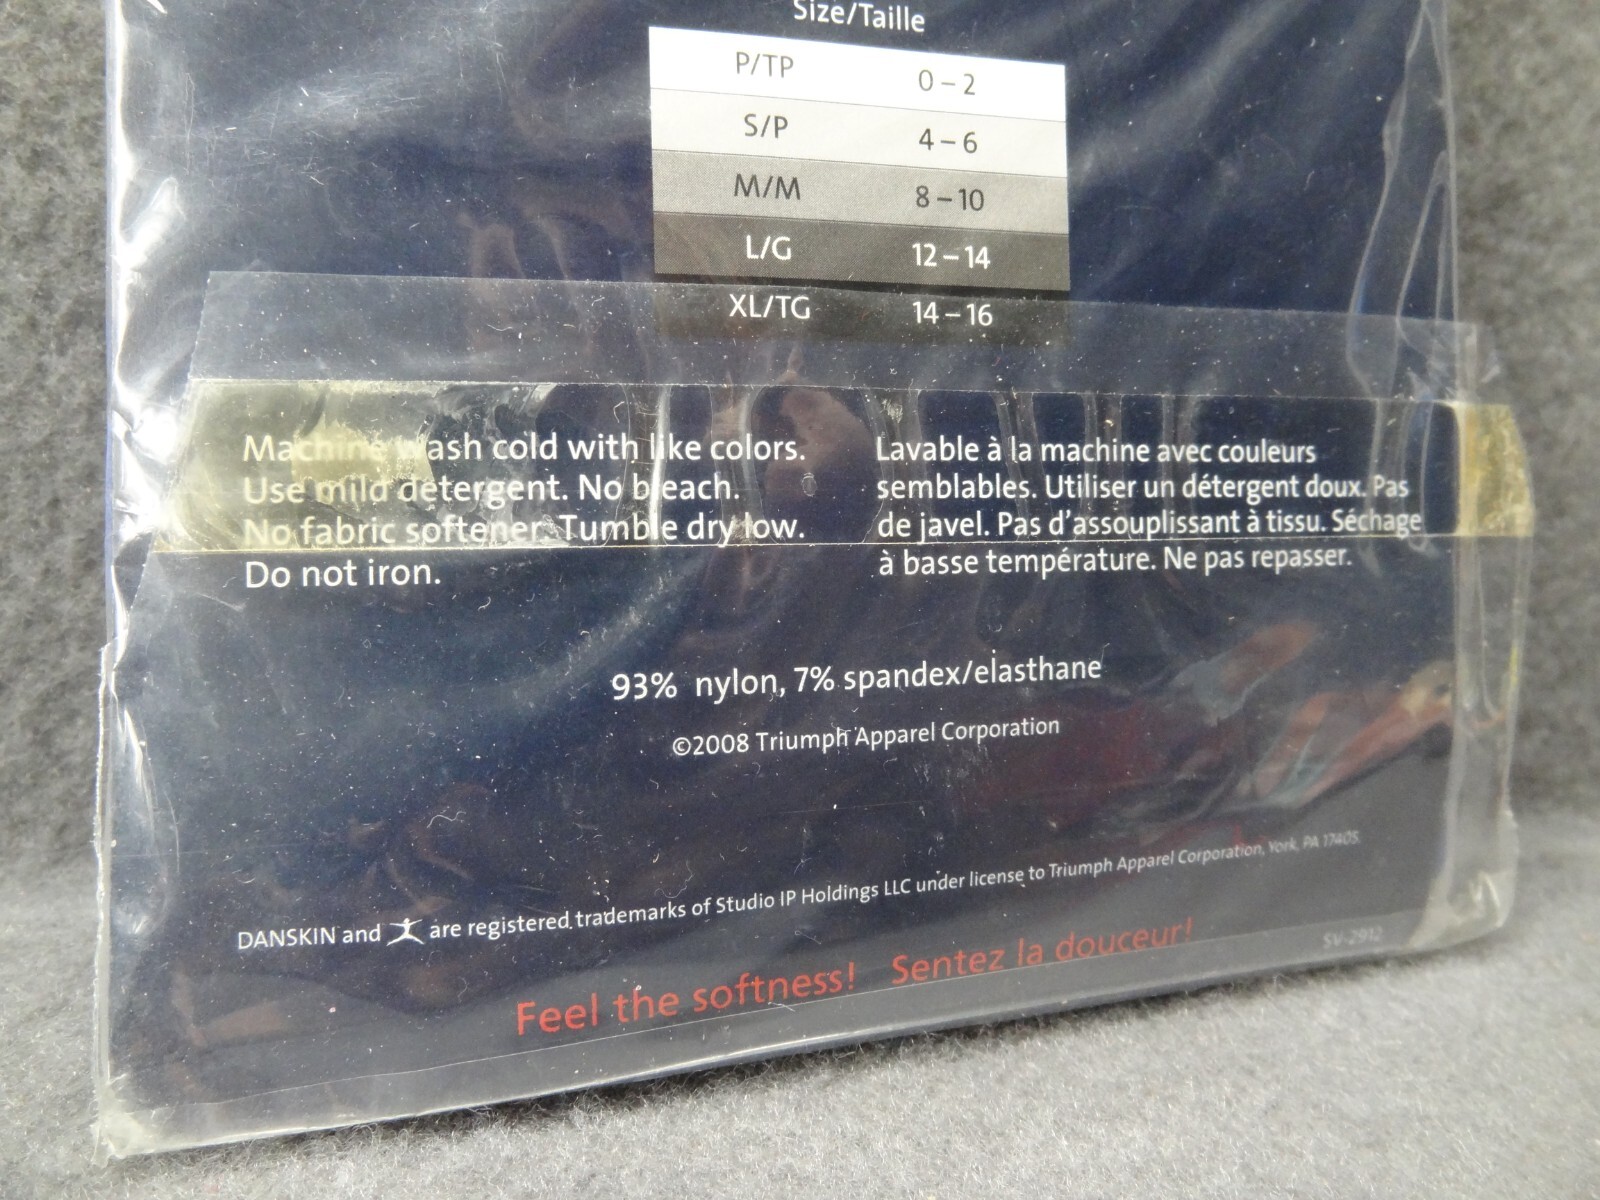 Size/Taille
P/TP 0 – 2
S/P 4 – 6
M/M 8 – 10
L/G 12 – 14
XL/TG 14 – 16
Machine wash cold with like colors.
Use mild detergent. No bleach.
No fabric softener. Tumble dry low.
Do not iron.
Lavable à la machine avec couleurs
semblables. Utiliser un détergent doux. Pas
de javel. Pas d'assouplissant à tissu. Séchage
à basse température. Ne pas repasser.
93% nylon, 7% spandex/elasthane
©2008 Triumph Apparel Corporation
DANSKIN and are registered trademarks of Studio IP Holdings LLC under license to Triumph Apparel Corporation, York, PA 17405.
Feel the softness! Sentez la douceur!
SV-2912